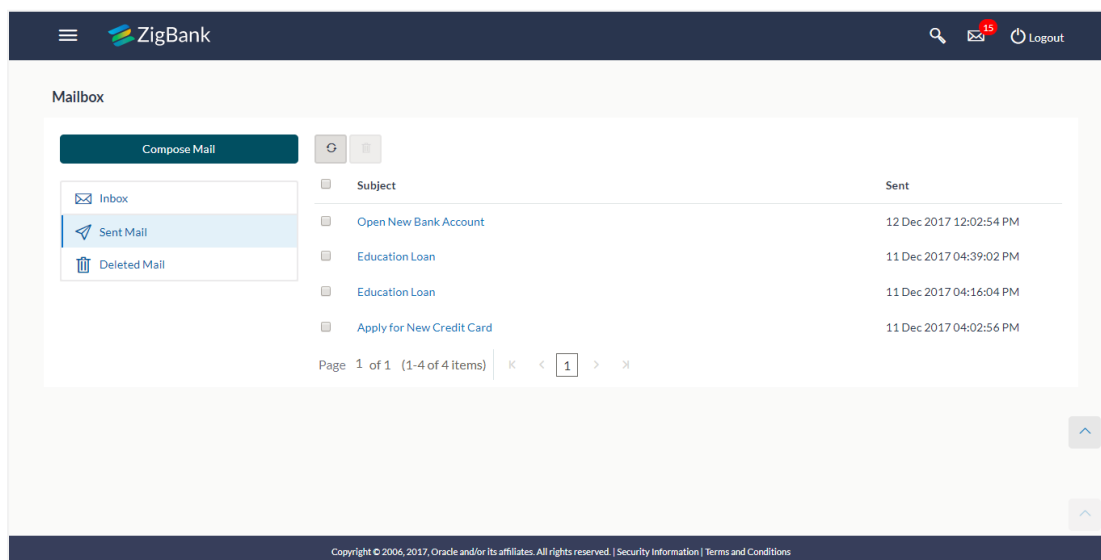 ZigBank
15
Logout
Mailbox
Compose Mail
Inbox
Sent Mail
Deleted Mail
Subject Sent
Open New Bank Account 12 Dec 2017 12:02:54 PM
Education Loan 11 Dec 2017 04:39:02 PM
Education Loan 11 Dec 2017 04:16:04 PM
Apply for New Credit Card 11 Dec 2017 04:02:56 PM
Page 1 of 1 (1-4 of 4 items) 1
Copyright © 2006, 2017, Oracle and/or its affiliates. All rights reserved. | Security Information | Terms and Conditions